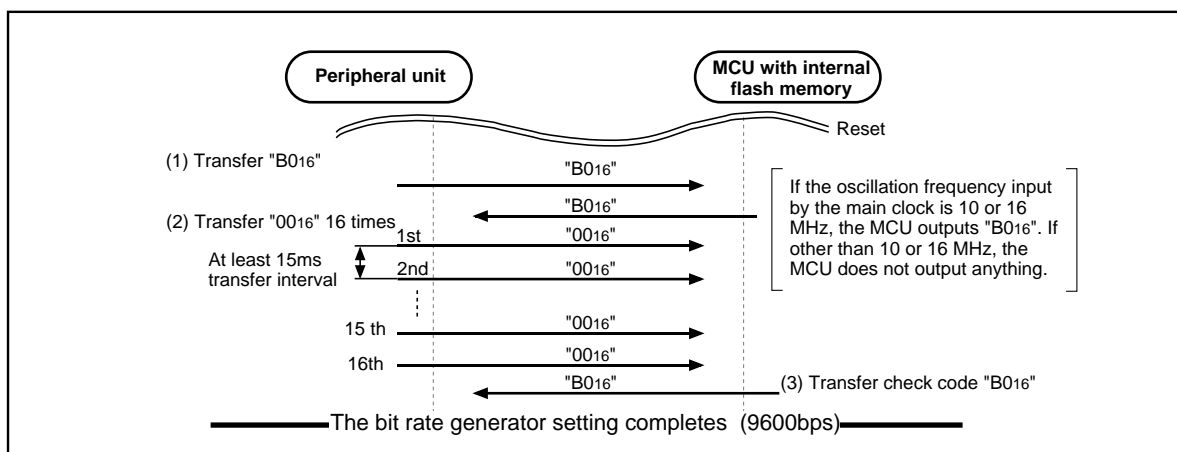 Peripheral unit
MCU with internal
flash memory
Reset
(1) Transfer "B016"
"B016"
"B016"
If the oscillation frequency input
by the main clock is 10 or 16
MHz, the MCU outputs "B016". If
other than 10 or 16 MHz, the
MCU does not output anything.
(2) Transfer "0016" 16 times
1st
"0016"
At least 15ms
transfer interval
2nd
"0016"
15 th
"0016"
16th
"0016"
"B016"
(3) Transfer check code "B016"
The bit rate generator setting completes (9600bps)